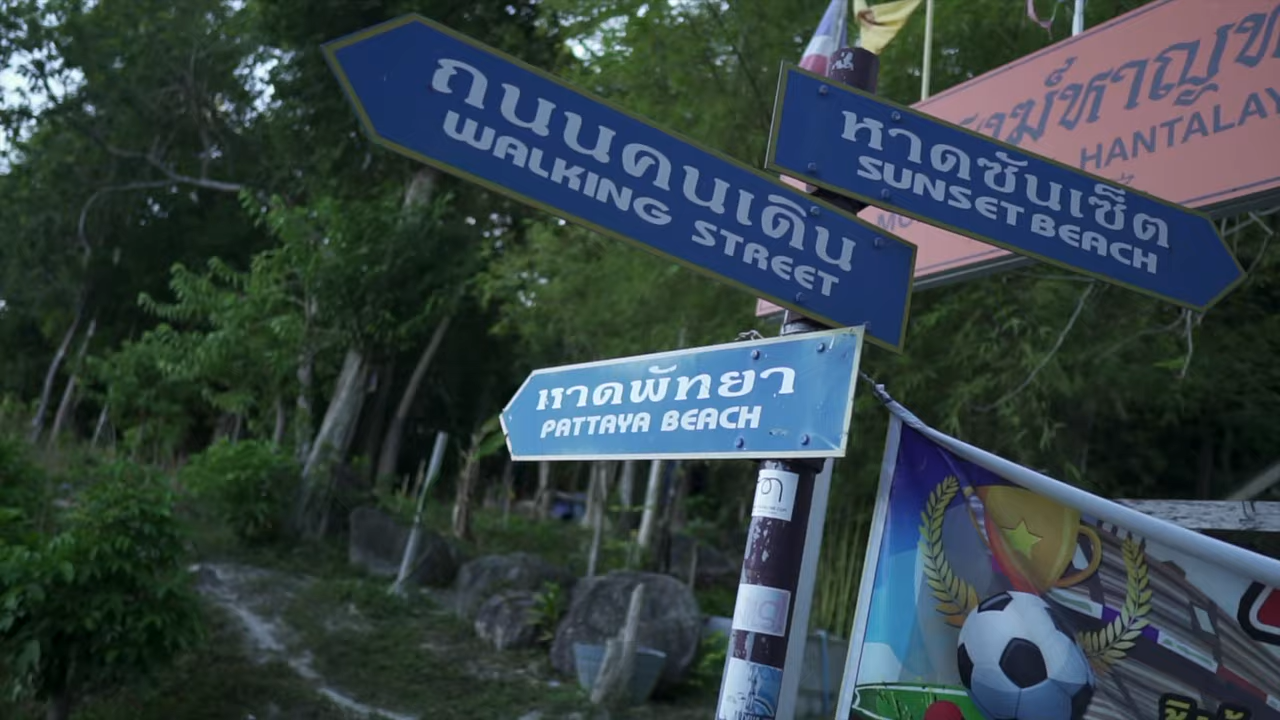 ถนนคนเดิน
WALKING STREET
หาดซันเซ็ต
SUNSET BEACH
HANTALAY
หาดพัทยา
PATTAYA BEACH